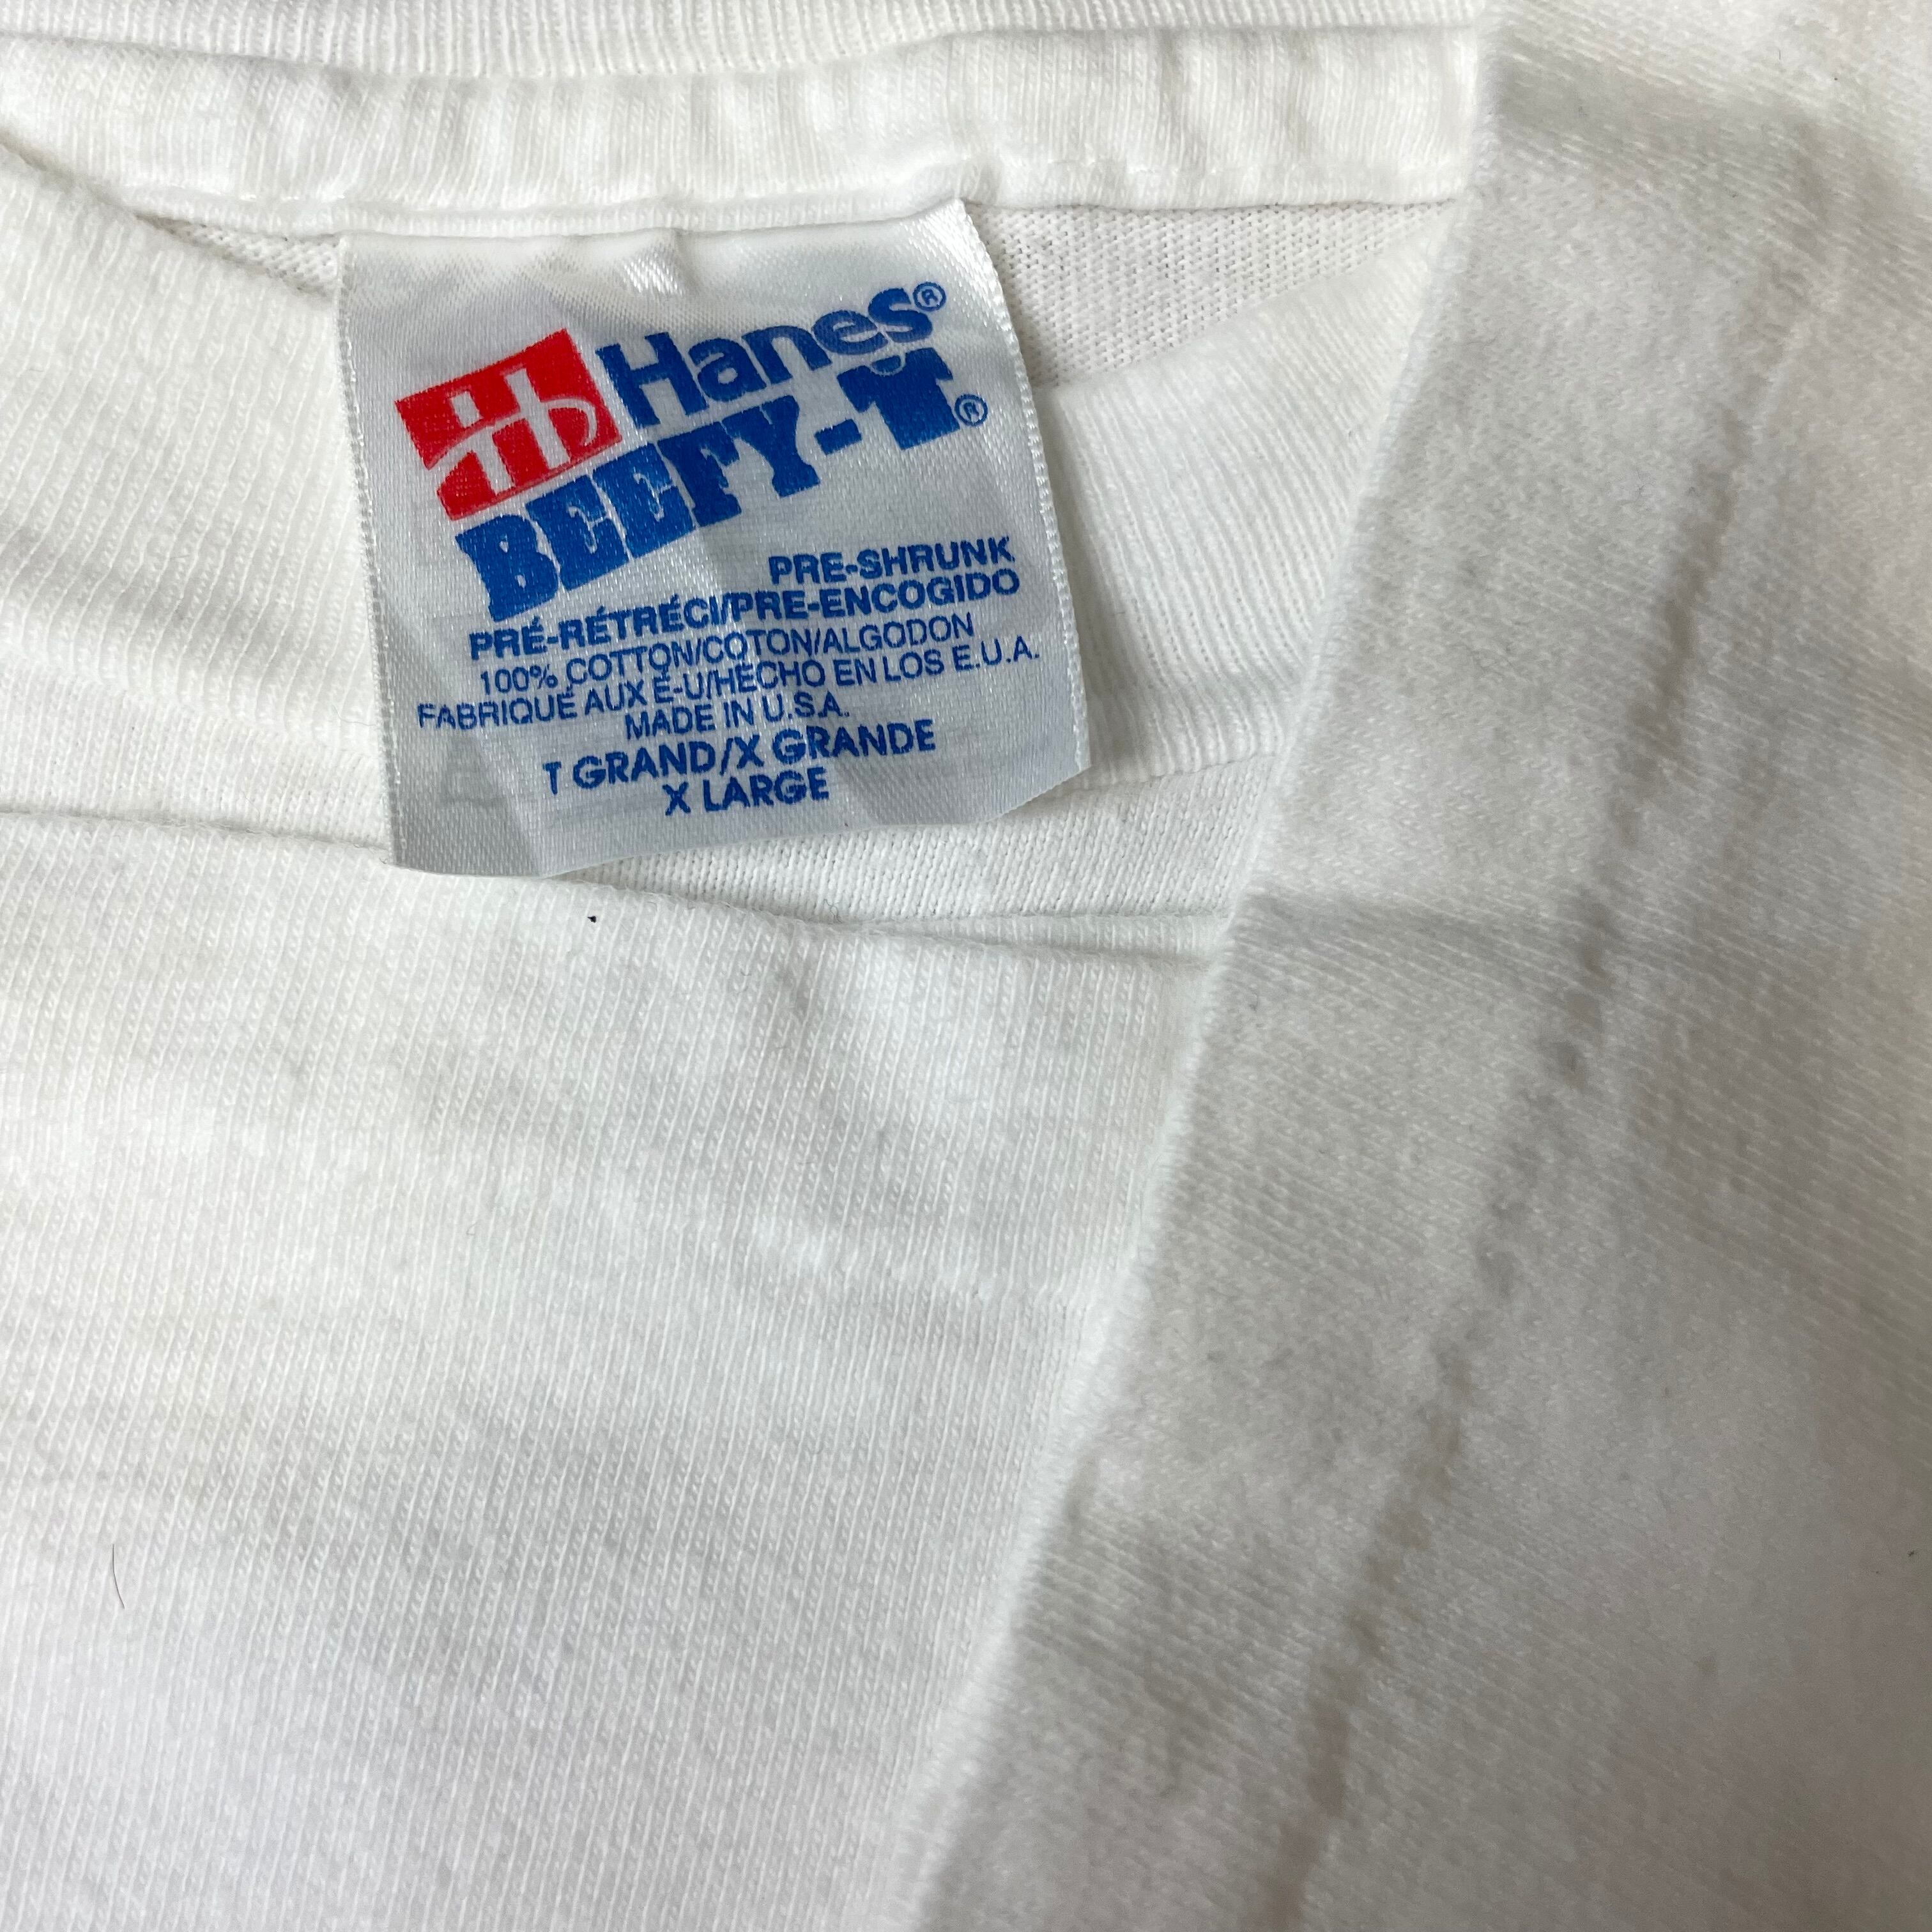 Hanes®
BEEFY-T®
PRE-SHRUNK
PRÉ-RÉTRÉCI/PRE-ENCOGIDO
100% COTTON/COTON/ALGODON
FABRIQUÉ AUX É-U/HECHO EN LOS E.U.A.
MADE IN U.S.A.
T GRAND/X GRANDE
X LARGE